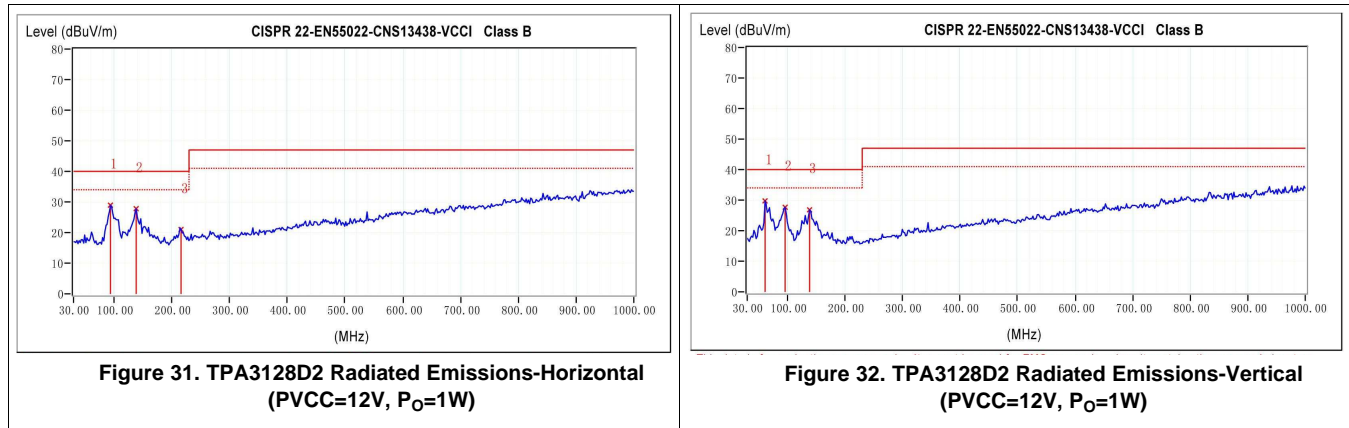 Level (dBuV/m)
CISPR 22-EN55022-CNS13438-VCCI Class B
80
70
60
50
40
30
20
10
0
1
2
3
30.00 100.00 200.00 300.00 400.00 500.00 600.00 700.00 800.00 900.00 1000.00
(MHz)
Figure 31. TPA3128D2 Radiated Emissions-Horizontal
(PVCC=12V, PO=1W)
Level (dBuV/m)
CISPR 22-EN55022-CNS13438-VCCI Class B
80
70
60
50
40
30
20
10
0
1
2
3
30.00 100.00 200.00 300.00 400.00 500.00 600.00 700.00 800.00 900.00 1000.00
(MHz)
Figure 32. TPA3128D2 Radiated Emissions-Vertical
(PVCC=12V, PO=1W)